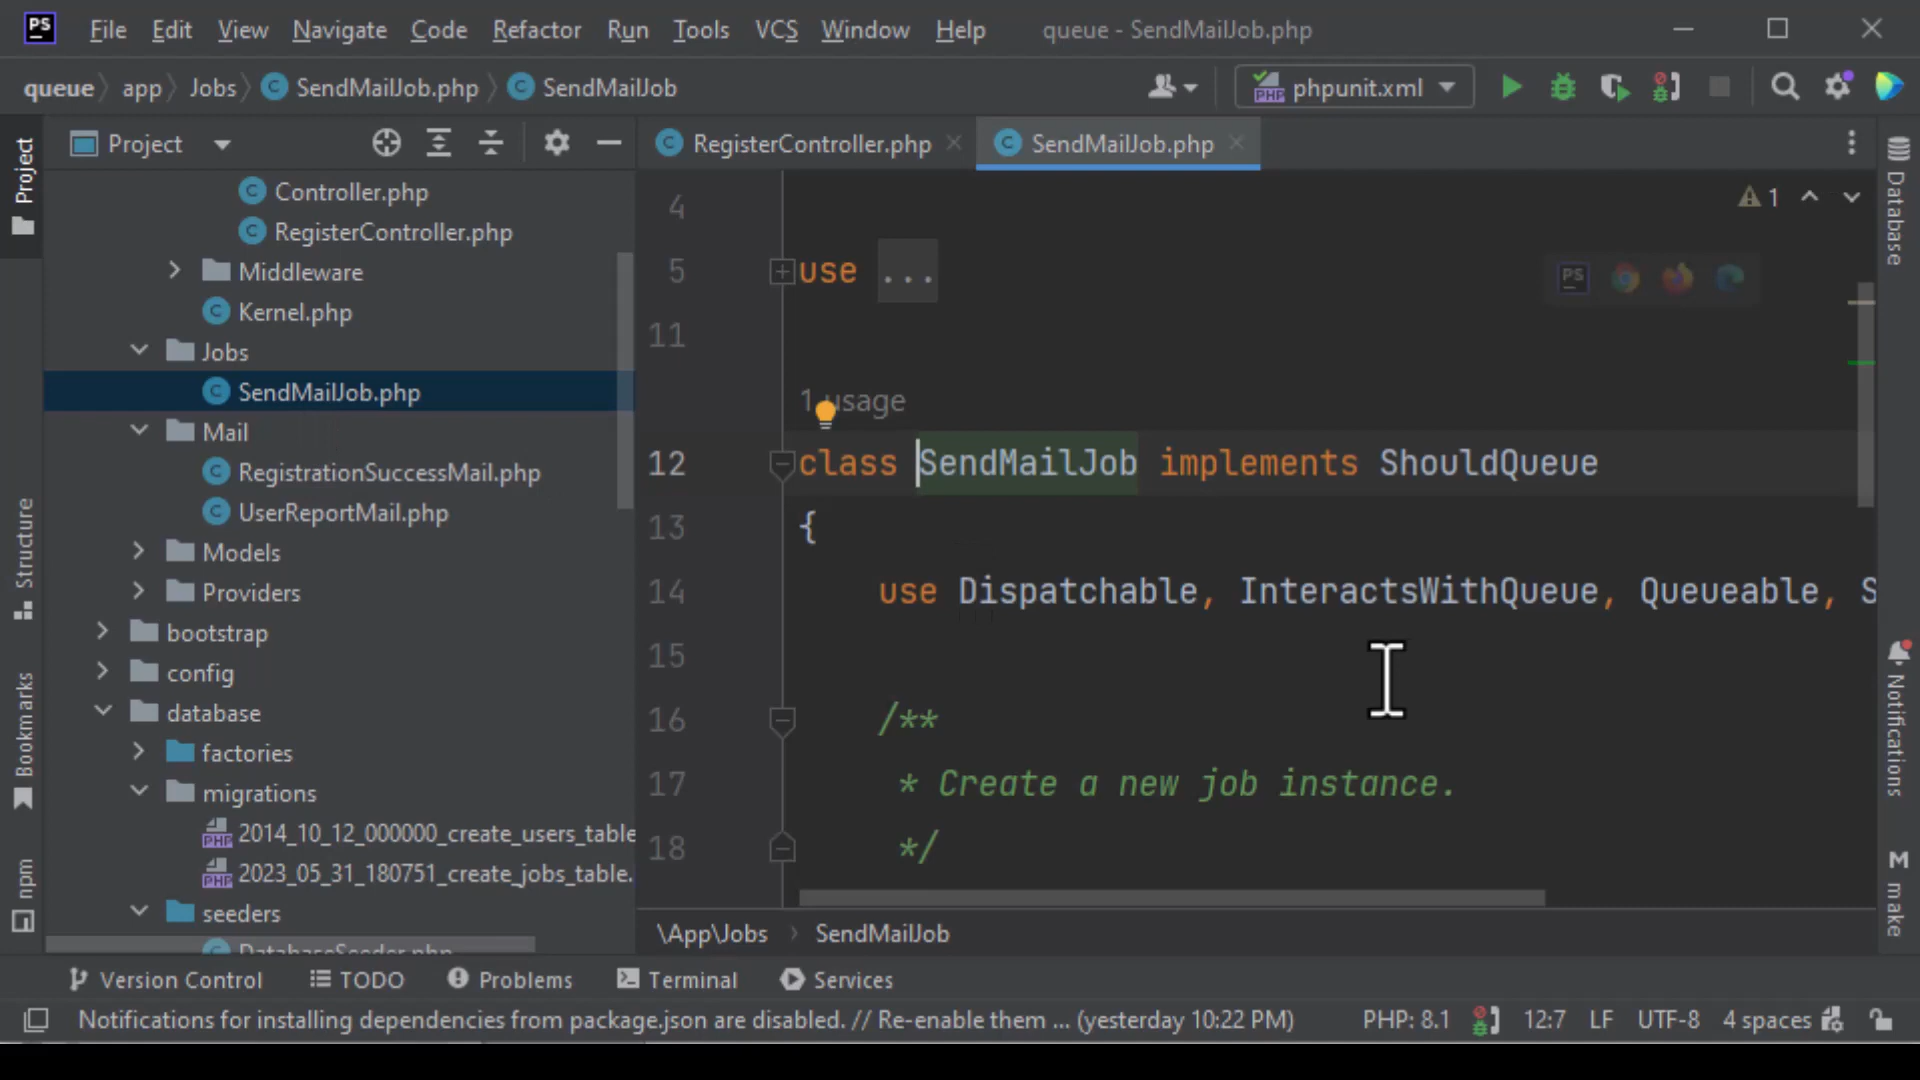 PS File Edit View Navigate Code Refactor Run Tools VCS Window Help queue - SendMailJob.php
queue app Jobs SendMailJob.php SendMailJob phpunit.xml
Project
RegisterController.php SendMailJob.php
Controller.php
RegisterController.php
Middleware
Kernel.php
Jobs
SendMailJob.php
Mail
RegistrationSuccessMail.php
UserReportMail.php
Models
Providers
bootstrap
config
database
factories
migrations
2014_10_12_000000_create_users_table
2023_05_31_180751_create_jobs_table.
seeders
DatabaseSeeder.php
4
1
5 use ...
PS
11
1 usage
12 class SendMailJob implements ShouldQueue
13 {
14 use Dispatchable, InteractsWithQueue, Queueable, S
15
16 /**
17 * Create a new job instance.
18 */
\App\Jobs SendMailJob
Project
Structure
Bookmarks
npm
Database
Notifications
M make
Version Control TODO Problems Terminal Services
Notifications for installing dependencies from package.json are disabled. // Re-enable them ... (yesterday 10:22 PM) PHP: 8.1 12:7 LF UTF-8 4 spaces